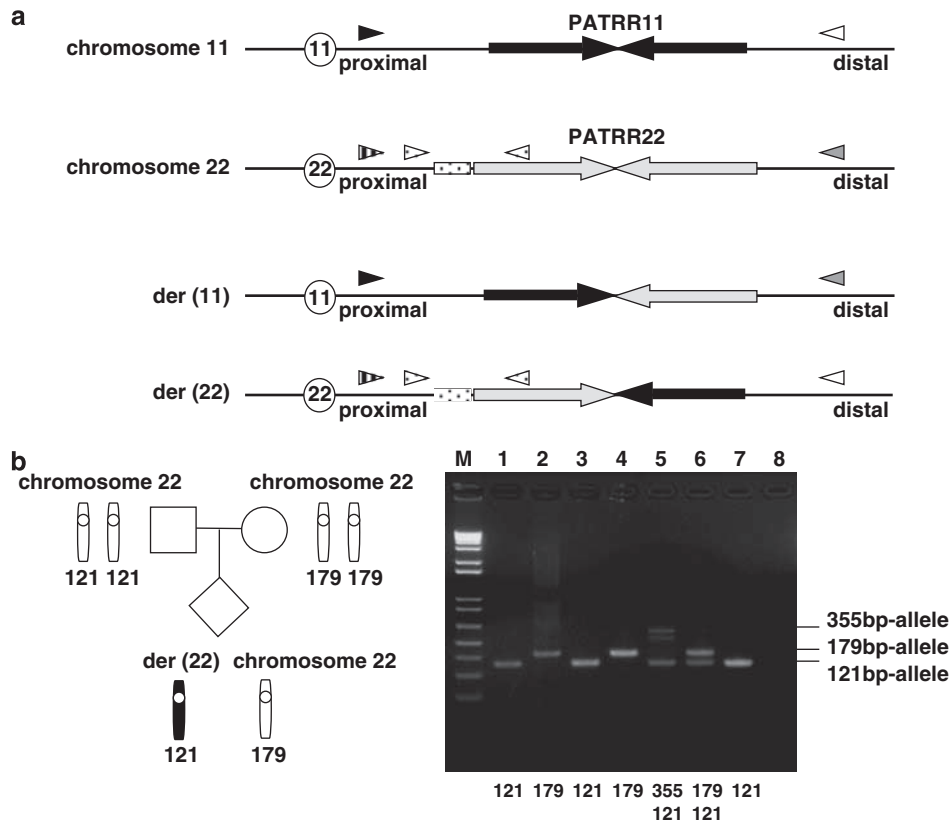 a
PATRR11
chromosome 11
11
proximal
distal
PATRR22
chromosome 22
22
proximal
distal
der (11)
11
proximal
distal
der (22)
22
proximal
distal
b
chromosome 22
chromosome 22
121 121
179 179
der (22)
chromosome 22
121
179
M 1 2 3 4 5 6 7 8
355bp-allele
179bp-allele
121bp-allele
121 179 121 179 355 179 121
121 121